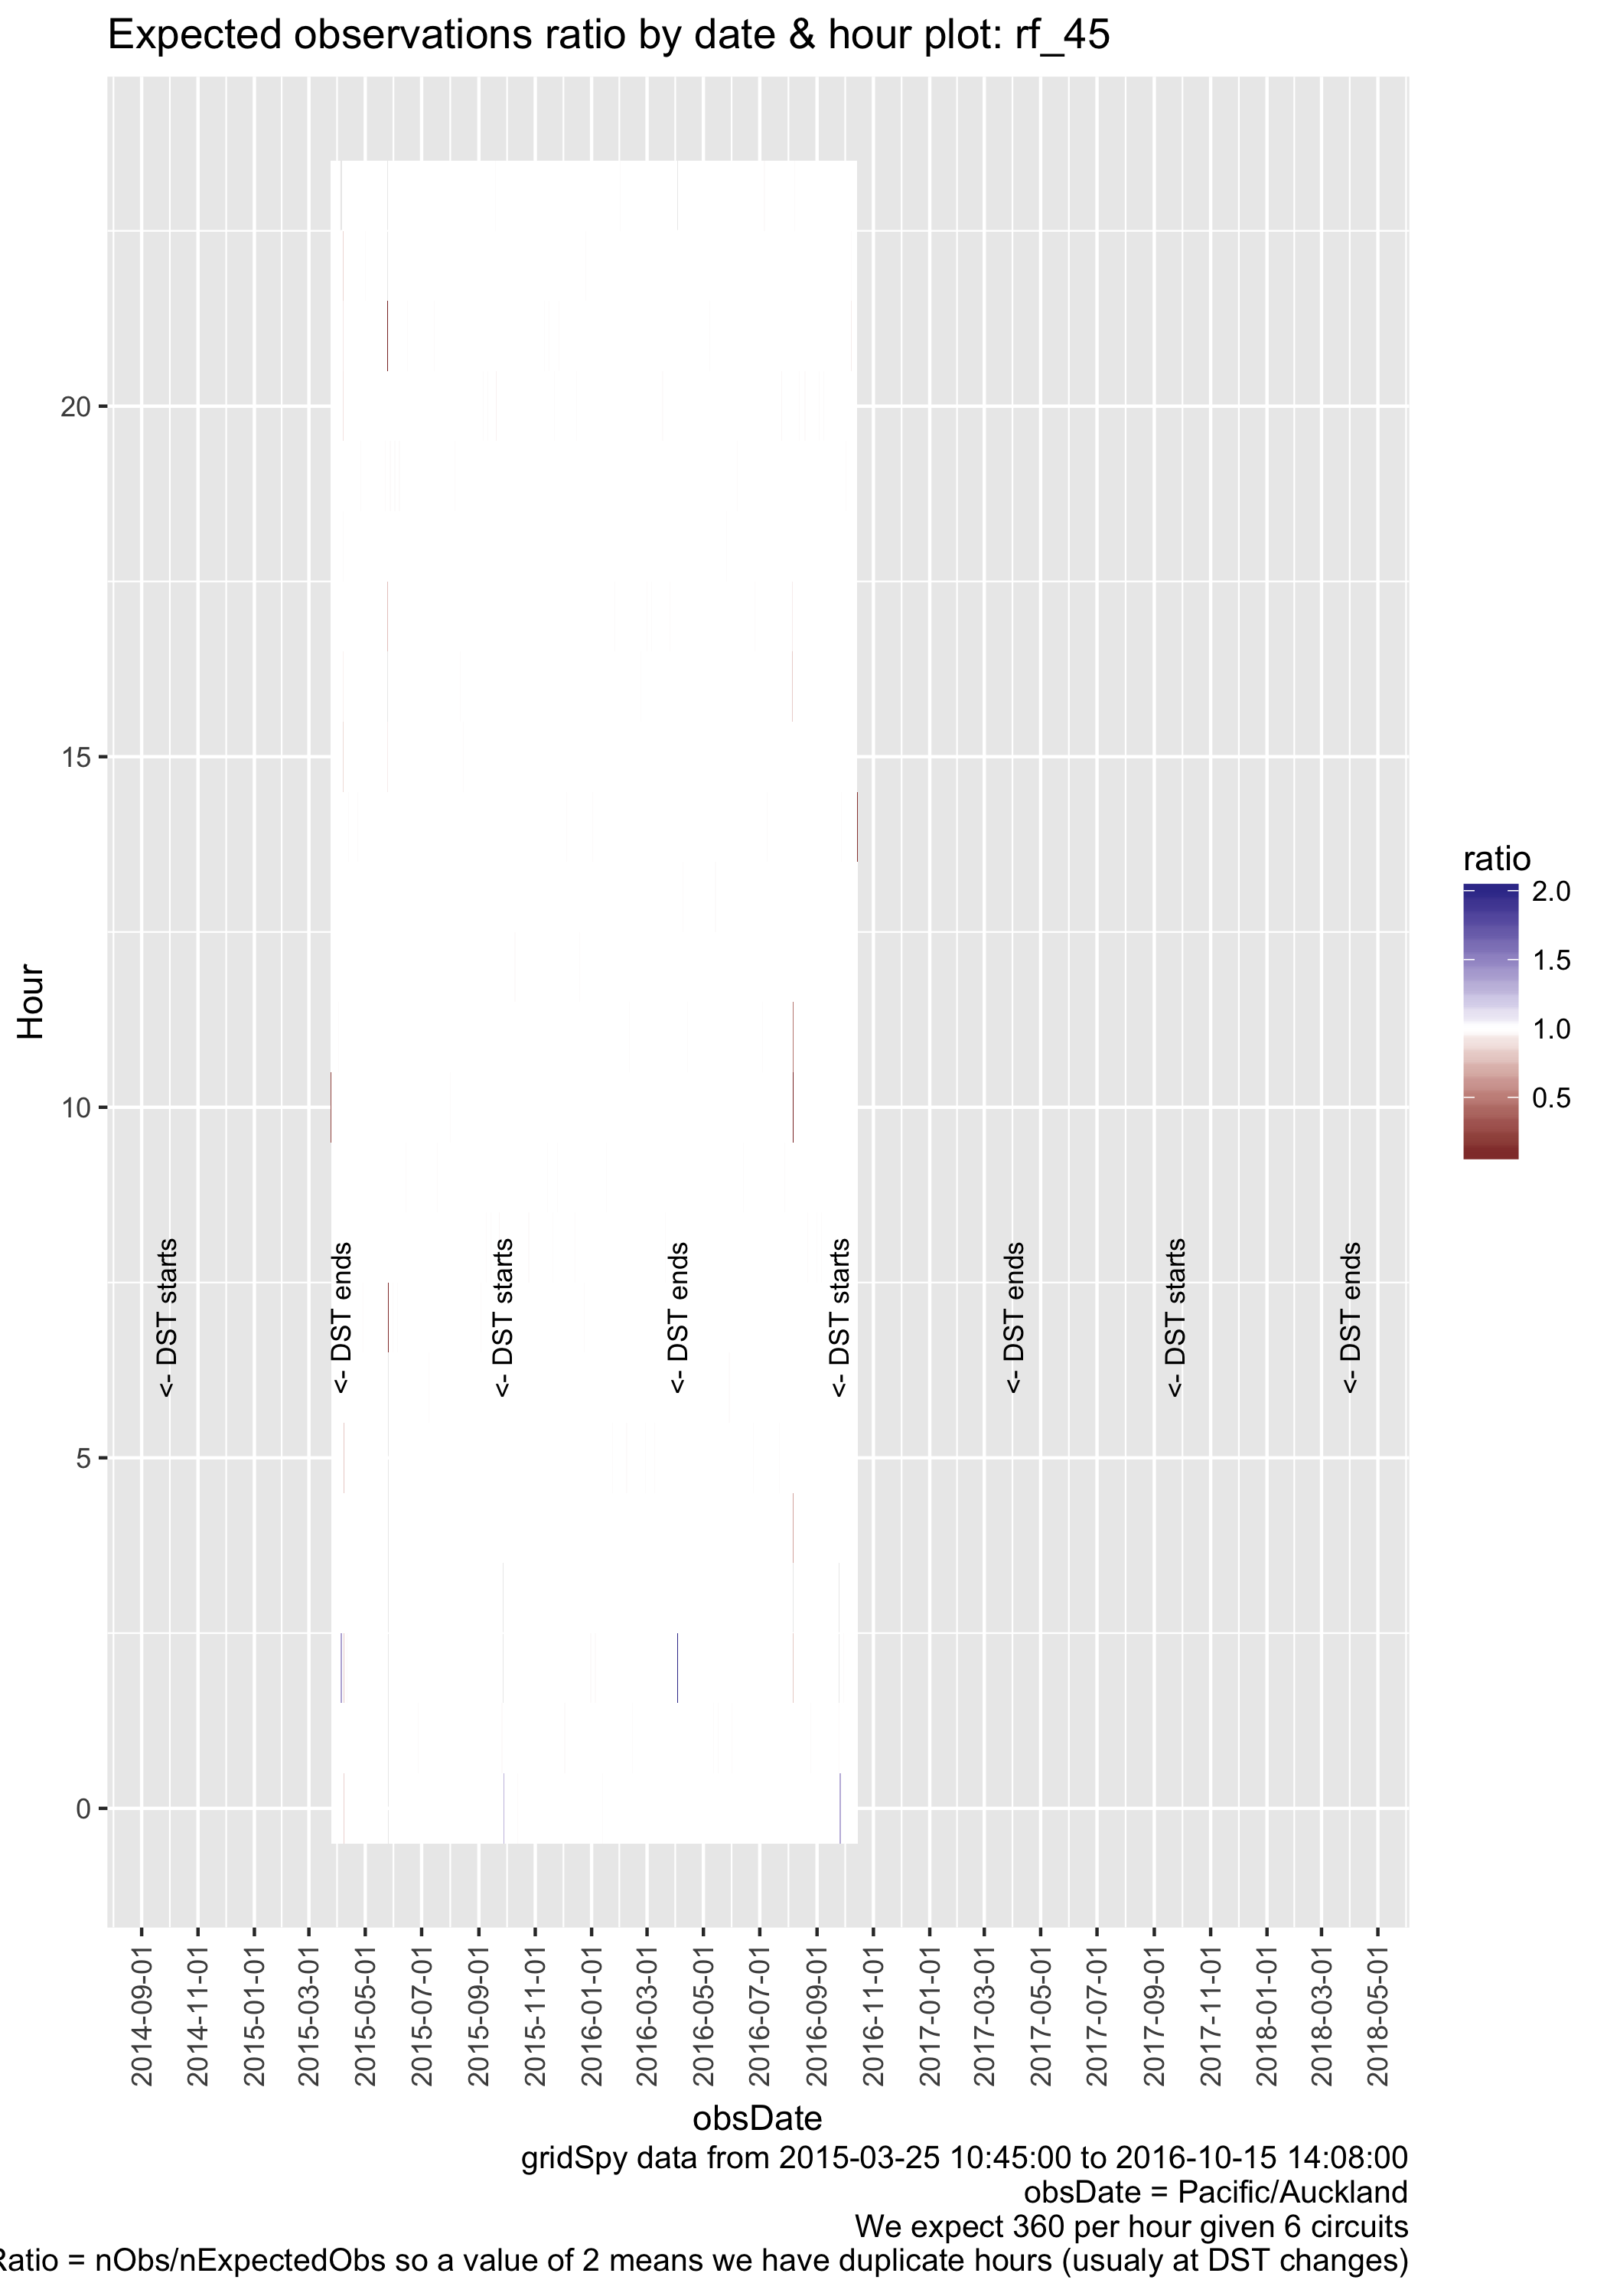 Expected observations ratio by date & hour plot: rf_45
Hour
20
15
10
5
0
<- DST starts
<- DST ends
<- DST starts
<- DST ends
<- DST starts
<- DST ends
<- DST starts
<- DST ends
2014-09-01
2014-11-01
2015-01-01
2015-03-01
2015-05-01
2015-07-01
2015-09-01
2015-11-01
2016-01-01
2016-03-01
2016-05-01
2016-07-01
2016-09-01
2016-11-01
2017-01-01
2017-03-01
2017-05-01
2017-07-01
2017-09-01
2017-11-01
2018-01-01
2018-03-01
2018-05-01
obsDate
ratio
2.0
1.5
1.0
0.5
gridSpy data from 2015-03-25 10:45:00 to 2016-10-15 14:08:00
obsDate = Pacific/Auckland
We expect 360 per hour given 6 circuits
Ratio = nObs/nExpectedObs so a value of 2 means we have duplicate hours (usualy at DST changes)